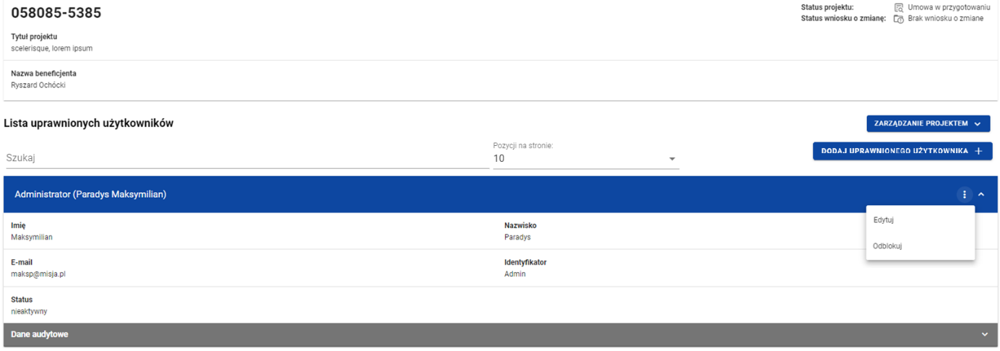 058085-5385
Status projektu: Umowa w przygotowaniu
Status wniosku o zmianę: Brak wniosku o zmiane
Tytuł projektu
scelerisque, lorem ipsum
Nazwa beneficjenta
Ryszard Ochócki
Lista uprawnionych użytkowników
ZARZĄDZANIE PROJEKTEM
Szukaj
Pozycji na stronie:
10
DODAJ UPRAWNIONEGO UŻYTKOWNIKA
Administrator (Paradys Maksymilian)
Edytuj
Odblokuj
Imię
Maksymilian
Nazwisko
Paradys
E-mail
maksp@misja.pl
Identyfikator
Admin
Status
nieaktywny
Dane audytowe